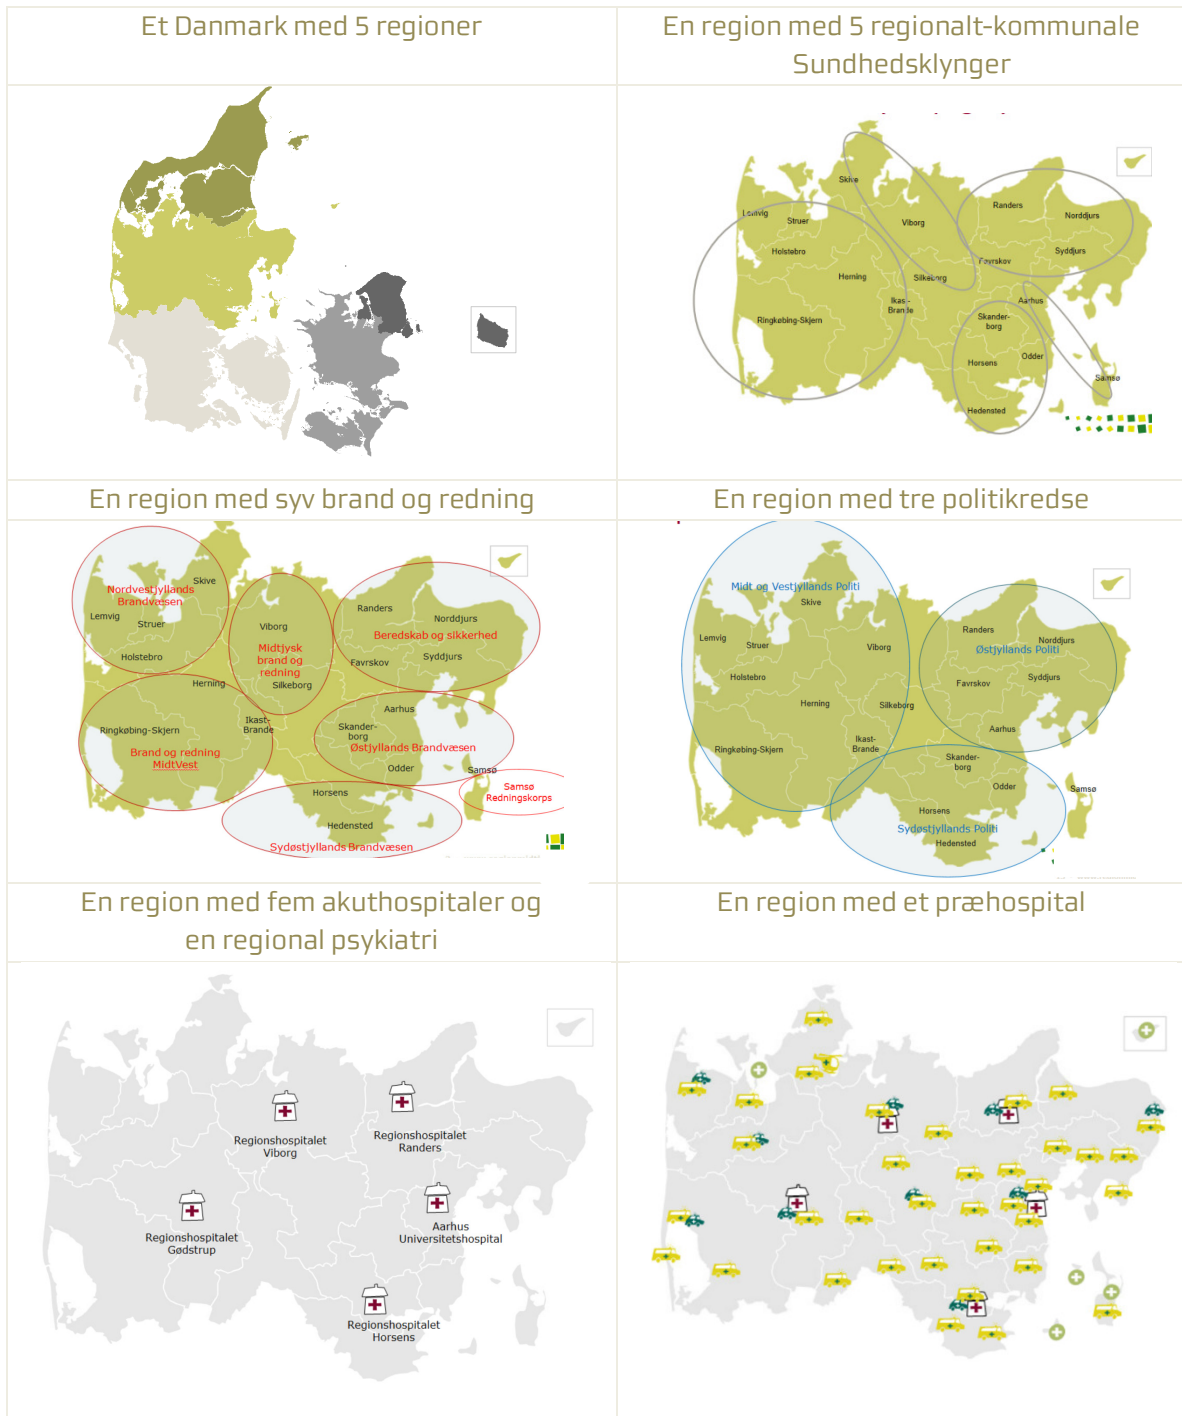 Et Danmark med 5 regioner
En region med 5 regionalt-kommunale
Sundhedsklynger
Skive
Lemvig
Struer
Viborg
Randers
Norddjurs
Holstebro
Syddjurs
Favrskov
Herning
Silkeborg
Ikast-
Brande
Aarhus
Ringkøbing-Skjern
Skander-
borg
Horsens
Odder
Samsø
Hedensted
En region med syv brand og redning
Skive
Nordvestjyllands
Brandvæsen
Lemvig
Struer
Holstebro
Viborg
Midtjysk
brand og
redning
Silkeborg
Randers
Norddjurs
Beredskab og sikkerhed
Favrskov
Syddjurs
Herning
Ikast-
Brande
Ringkøbing-Skjern
Brand og redning
MidtVest
Aarhus
Skander-
borg
Østjyllands Brandvæsen
Odder
Samsø
Samsø
Redningskorps
Horsens
Hedensted
Sydøstjyllands Brandvæsen
En region med tre politikredse
Midt og Vestjyllands Politi
Skive
Lemvig
Struer
Viborg
Holstebro
Herning
Silkeborg
Randers
Norddjurs
Østjyllands Politi
Favrskov
Syddjurs
Aarhus
Ringkøbing-Skjern
Ikast-
Brande
Skander-
borg
Odder
Samsø
Horsens
Sydøstjyllands Politi
Hedensted
En region med fem akuthospitaler og
en regional psykiatri
Regionshospitalet
Viborg
Regionshospitalet
Randers
Regionshospitalet
Gødstrup
Aarhus
Universitetshospital
Regionshospitalet
Horsens
En region med et præhospital